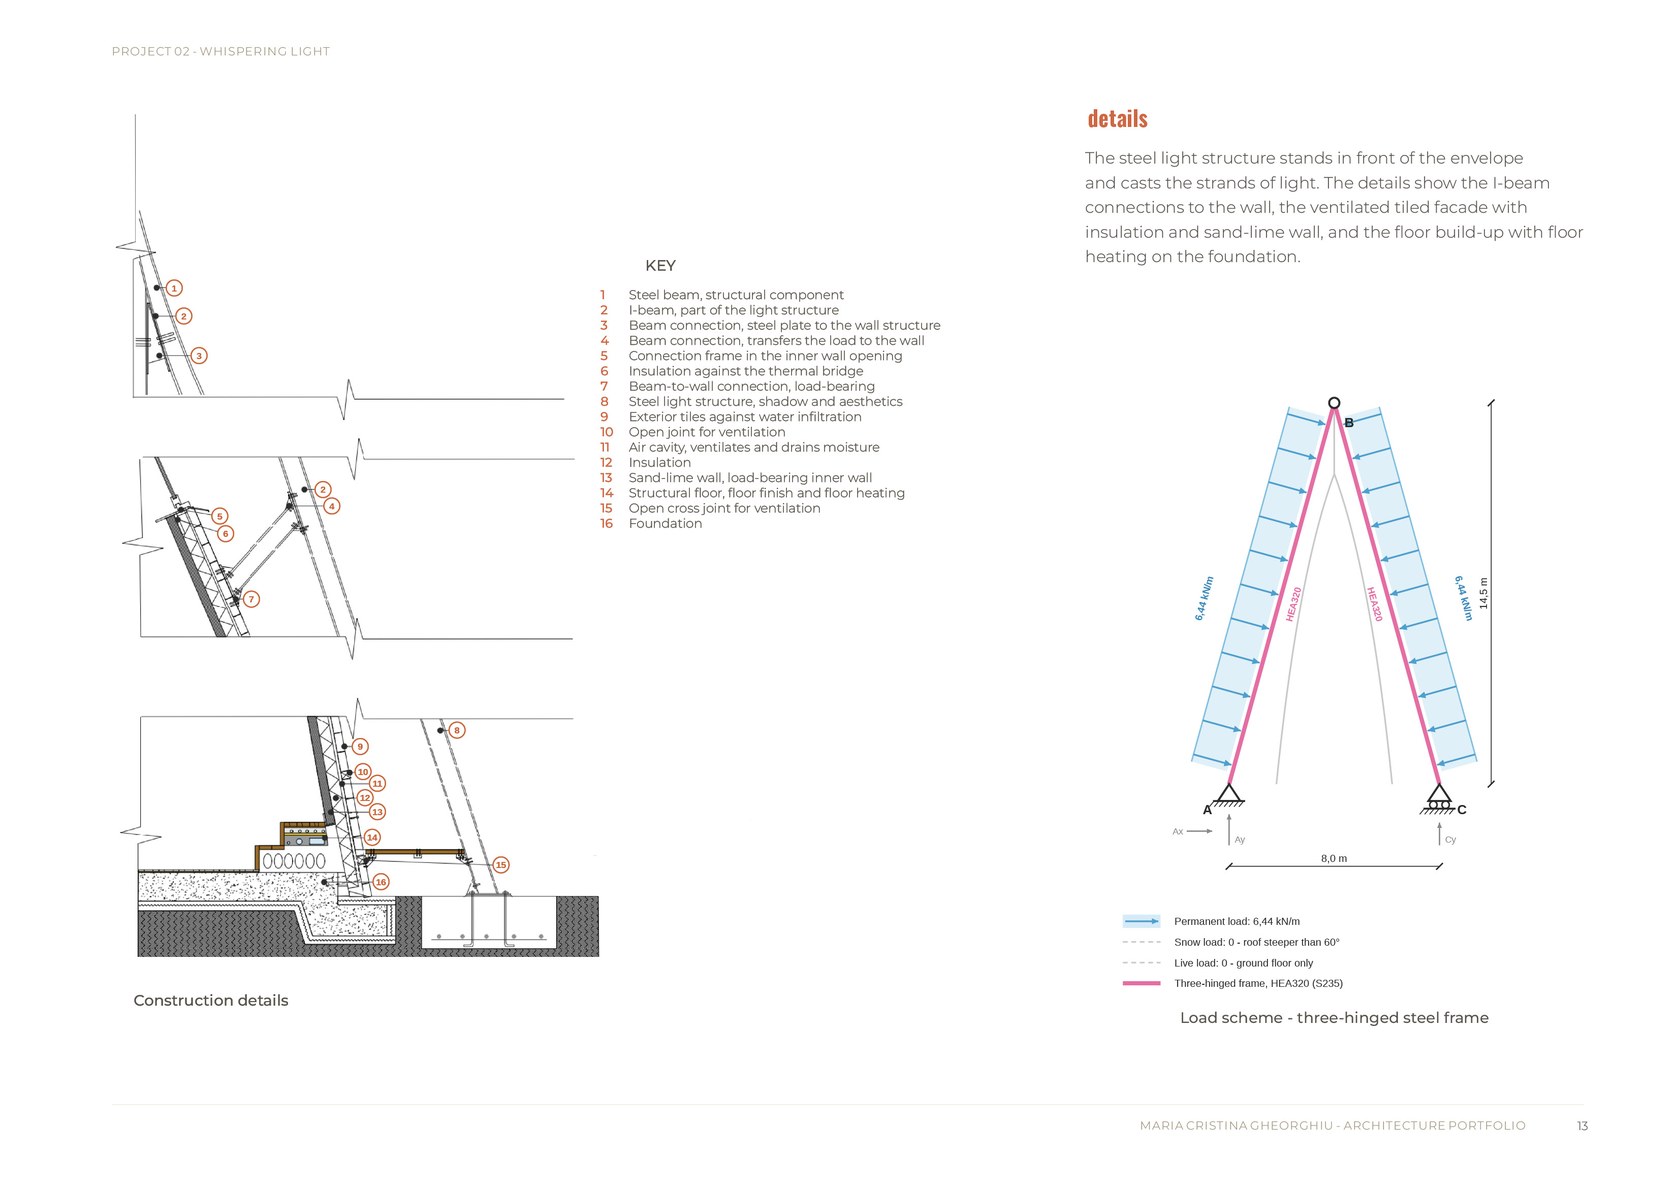 PROJECT 02 - WHISPERING LIGHT
details
The steel light structure stands in front of the envelope
and casts the strands of light. The details show the I-beam
connections to the wall, the ventilated tiled facade with
insulation and sand-lime wall, and the floor build-up with floor
heating on the foundation.
1
2
3
2
4
5
6
7
8
9
10
11
12
13
14
15
16
Construction details
KEY
1 Steel beam, structural component
2 I-beam, part of the light structure
3 Beam connection, steel plate to the wall structure
4 Beam connection, transfers the load to the wall
5 Connection frame in the inner wall opening
6 Insulation against the thermal bridge
7 Beam-to-wall connection, load-bearing
8 Steel light structure, shadow and aesthetics
9 Exterior tiles against water infiltration
10 Open joint for ventilation
11 Air cavity, ventilates and drains moisture
12 Insulation
13 Sand-lime wall, load-bearing inner wall
14 Structural floor, floor finish and floor heating
15 Open cross joint for ventilation
16 Foundation
B
6,44 kN/m
HEA320
HEA320
6,44 kN/m
14,5 m
A
C
Ax
Ay
Cy
8,0 m
Permanent load: 6,44 kN/m
Snow load: 0 - roof steeper than 60°
Live load: 0 - ground floor only
Three-hinged frame, HEA320 (S235)
Load scheme - three-hinged steel frame
MARIA CRISTINA GHEORGHIU - ARCHITECTURE PORTFOLIO
13